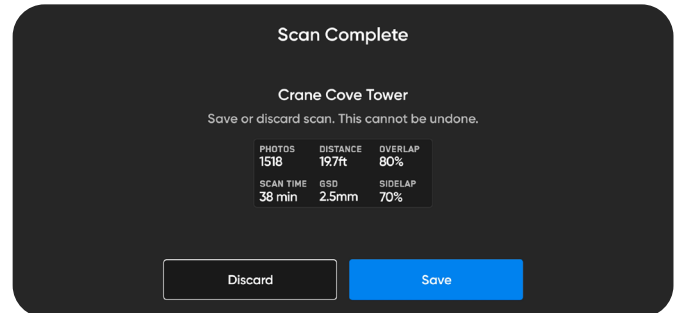 Scan Complete
Crane Cove Tower
Save or discard scan. This cannot be undone.
PHOTOS DISTANCE OVERLAP
1518 19.7ft 80%
SCAN TIME GSD SIDELAP
38 min 2.5mm 70%
Discard Save